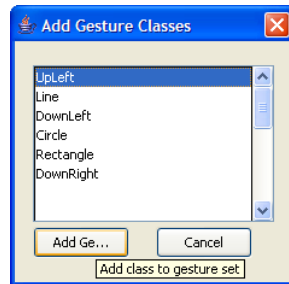 Add Gesture Classes
UpLeft
Line
DownLeft
Circle
Rectangle
DownRight
Add Ge... Cancel
Add class to gesture set